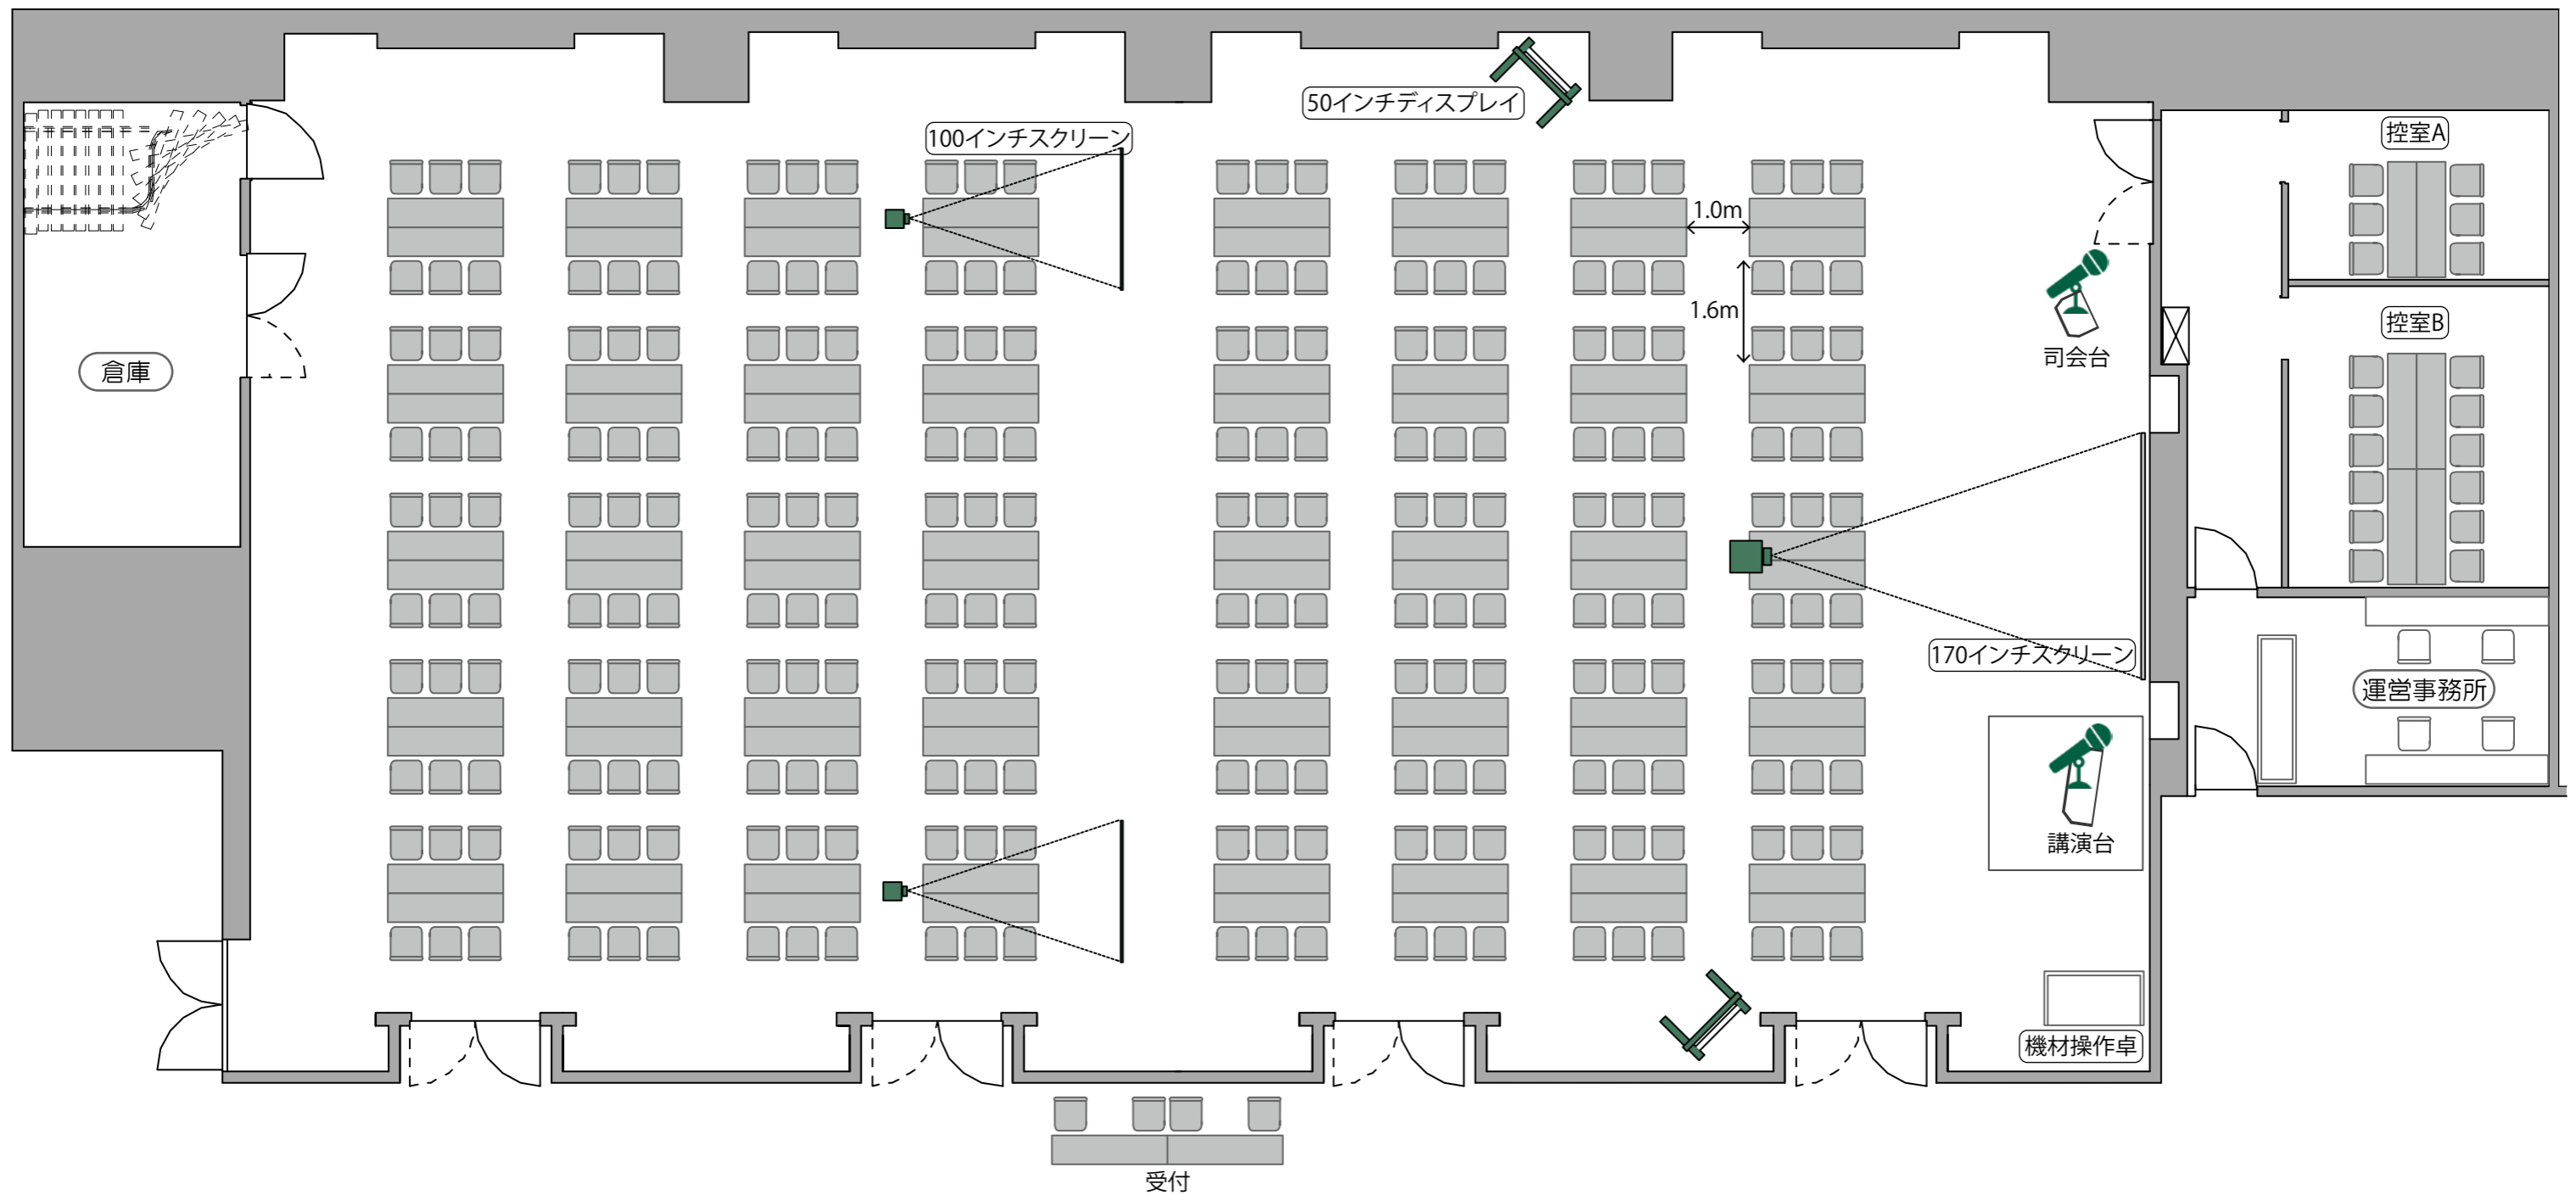 50インチディスプレイ
100インチスクリーン
控室A
1.0m
1.6m
控室B
司会台
倉庫
170インチスクリーン
運営事務所
講演台
機材操作卓
受付